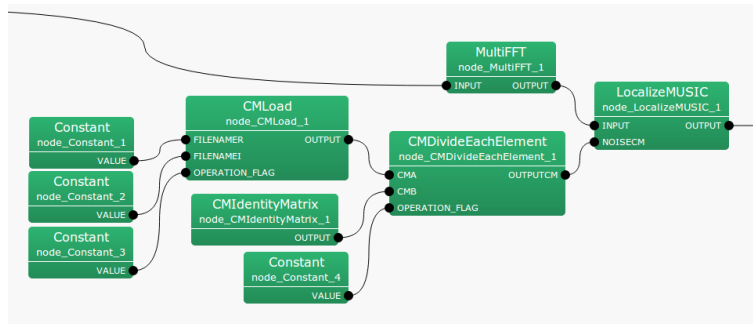 MultiFFT
node_MultiFFT_1
INPUT OUTPUT
LocalizeMUSIC
node_LocalizeMUSIC_1
INPUT OUTPUT
NOISECM
CMLoad
node_CMLoad_1
FILENAMER OUTPUT
FILENAMEI
OPERATION_FLAG
Constant
node_Constant_1
VALUE
Constant
node_Constant_2
VALUE
Constant
node_Constant_3
VALUE
CMDivideEachElement
node_CMDivideEachElement_1
CMA OUTPUTCM
CMB
OPERATION_FLAG
CMIdentityMatrix
node_CMIdentityMatrix_1
OUTPUT
Constant
node_Constant_4
VALUE